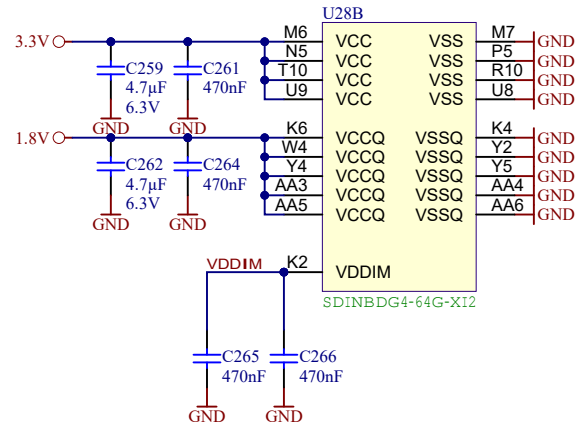 U28B
3.3V
M6 VCC VSS M7 GND
N5 VCC VSS P5 GND
T10 VCC VSS R10 GND
U9 VCC VSS U8 GND
C259
4.7µF
6.3V
GND
C261
470nF
GND
1.8V
K6 VCCQ VSSQ K4 GND
W4 VCCQ VSSQ Y2 GND
Y4 VCCQ VSSQ Y5 GND
AA3 VCCQ VSSQ AA4 GND
AA5 VCCQ VSSQ AA6 GND
C262
4.7µF
6.3V
GND
C264
470nF
GND
VDDIM K2 VDDIM
SDINBDG4-64G-XI2
C265
470nF
GND
C266
470nF
GND